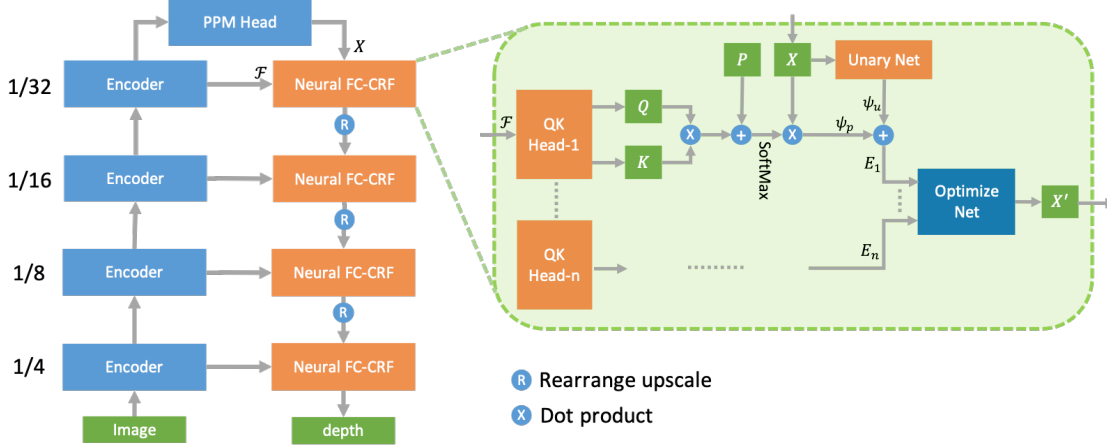 PPM Head
X
1/32
Encoder
ℱ
Neural FC-CRF
R
1/16
Encoder
Neural FC-CRF
R
1/8
Encoder
Neural FC-CRF
R
1/4
Encoder
Neural FC-CRF
Image
depth
P
X
Unary Net
ℱ
QK
Head-1
Q
K
X
+
SoftMax
X
ψp
ψu
+
E1
QK
Head-n
En
Optimize
Net
X′
R Rearrange upscale
X Dot product